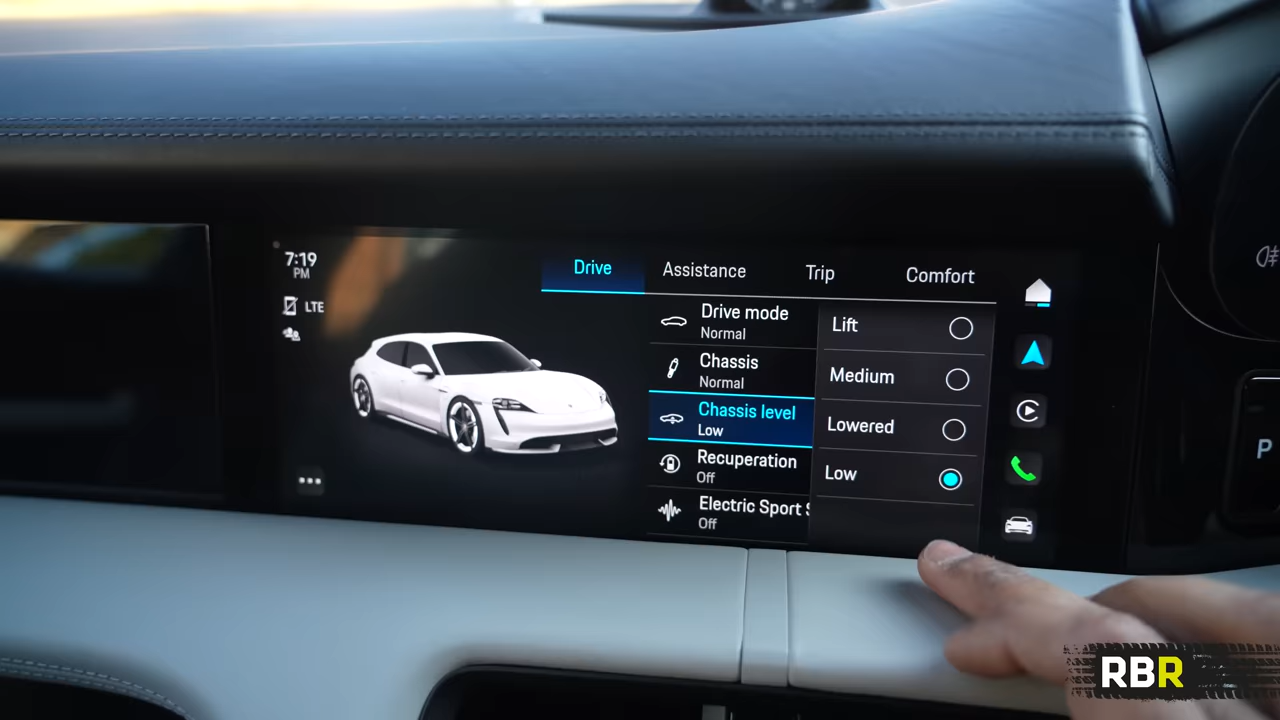 7:19
PM
LTE
Drive
Assistance
Trip
Comfort
Drive mode
Normal
Chassis
Normal
Chassis level
Low
Recuperation
Off
Electric Sport S
Off
Lift
Medium
Lowered
Low
P
RBR